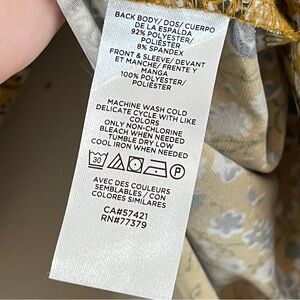 BACK BODY/ DOS/ CUERPO
DE LA ESPALDA
92% POLYESTER/
POLIÉSTER
8% SPANDEX
FRONT & SLEEVE/ DEVANT
ET MANCHE/ FRENTE Y
MANGA
100% POLYESTER/
POLIÉSTER
MACHINE WASH COLD
DELICATE CYCLE WITH LIKE
COLORS
ONLY NON-CHLORINE
BLEACH WHEN NEEDED
TUMBLE DRY LOW
COOL IRON WHEN NEEDED
30 P
AVEC DES COULEURS
SEMBLABLES / CON
COLORES SIMILARES
CA#57421
RN#77379